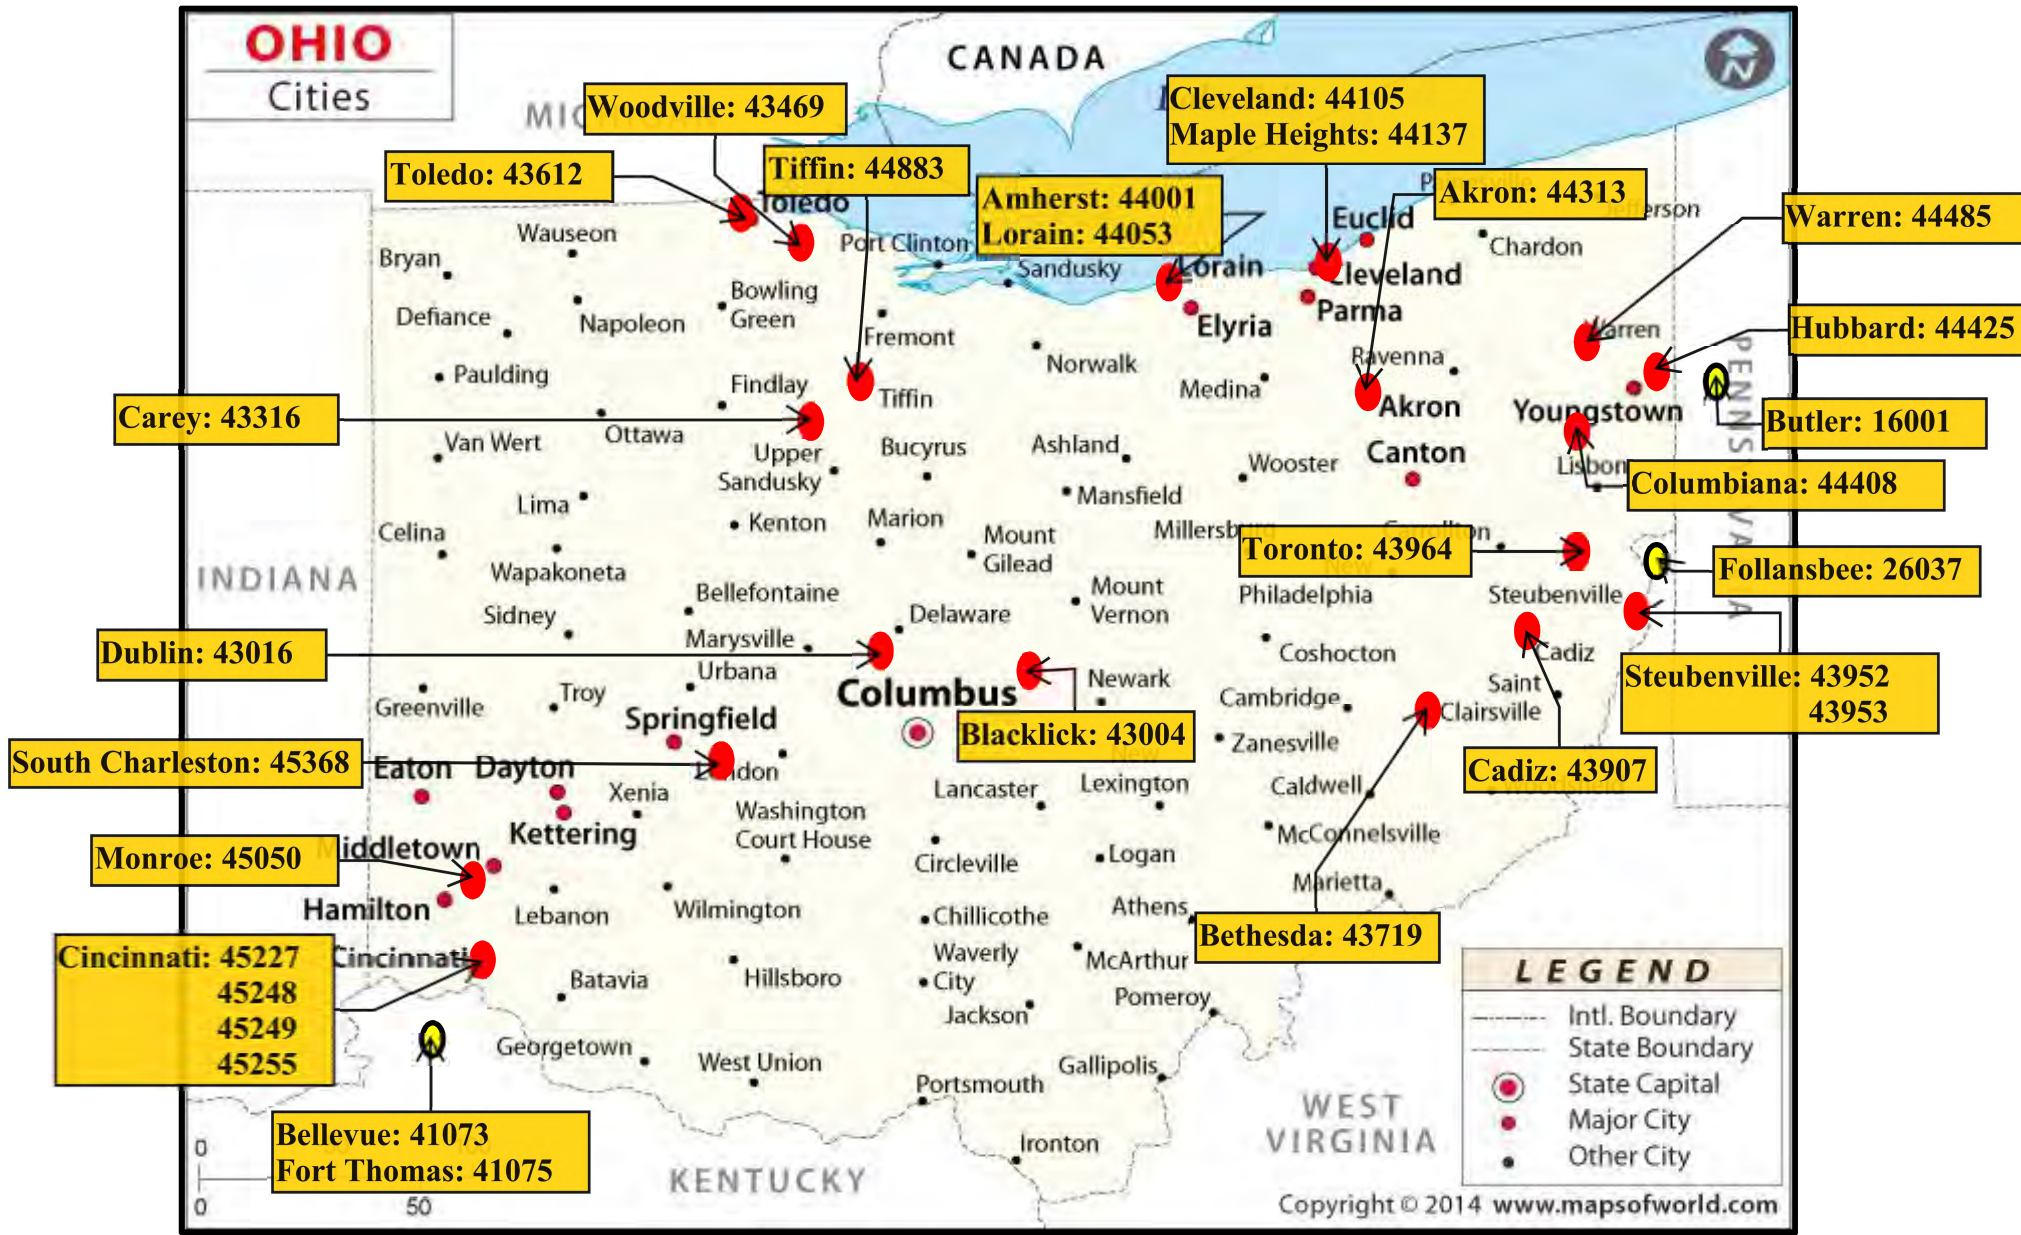 OHIO
Cities
CANADA
Woodville: 43469
Cleveland: 44105
Maple Heights: 44137
Toledo: 43612
Tiffin: 44883
Amherst: 44001
Lorain: 44053
Akron: 44313
Warren: 44485
Hubbard: 44425
Butler: 16001
Columbiana: 44408
Carey: 43316
Toronto: 43964
Follansbee: 26037
Dublin: 43016
Steubenville: 43952
43953
Blacklick: 43004
Cadiz: 43907
South Charleston: 45368
Monroe: 45050
Bethesda: 43719
Cincinnati: 45227
45248
45249
45255
Bellevue: 41073
Fort Thomas: 41075
Toledo
Wauseon
Bryan
Port Clinton
Sandusky
Lorain
Euclid
Cleveland
Chardon
Jefferson
Defiance
Napoleon
Bowling
Green
Fremont
Elyria
Parma
Norwalk
Ravenna
Medina
Paulding
Findlay
Tiffin
Akron
Youngstown
Van Wert
Ottawa
Upper
Sandusky
Bucyrus
Ashland
Wooster
Canton
Lisbon
Lima
Kenton
Marion
Mansfield
Millersburg
Carrollton
Celina
Mount
Gilead
INDIANA
Wapakoneta
Bellefontaine
Mount
Vernon
New
Philadelphia
Steubenville
Sidney
Marysville
Delaware
Coshocton
Cadiz
Urbana
Columbus
Newark
Cambridge
Saint
Clairsville
Greenville
Troy
Springfield
Zanesville
Eaton
Dayton
London
New
Lexington
Lancaster
Caldwell
Woodsfield
Xenia
Washington
Court House
Kettering
McConnelsville
Middletown
Circleville
Logan
Marietta
Hamilton
Lebanon
Wilmington
Chillicothe
Athens
Cincinnati
Waverly
City
McArthur
Batavia
Hillsboro
Jackson
Pomeroy
Georgetown
West Union
Gallipolis
Portsmouth
Ironton
KENTUCKY
WEST
VIRGINIA
LEGEND
Intl. Boundary
State Boundary
State Capital
Major City
Other City
0
0
50
Copyright © 2014 www.mapsofworld.com
N